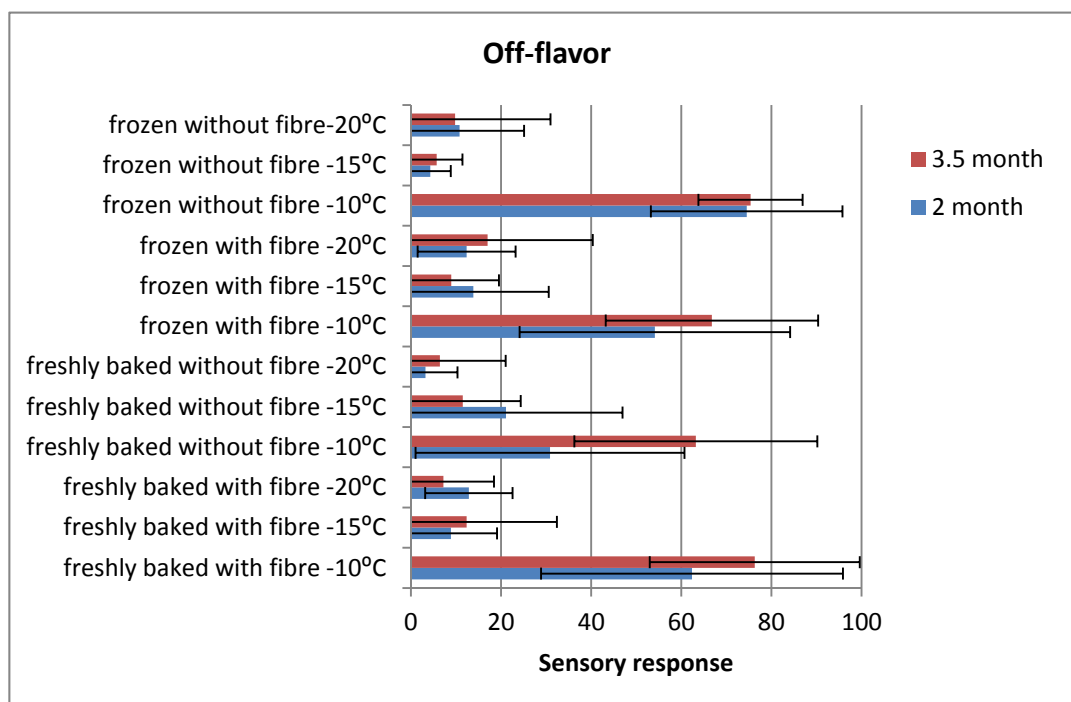 Off-flavor
frozen without fibre-20ºC
frozen without fibre -15ºC
frozen without fibre -10ºC
frozen with fibre -20ºC
frozen with fibre -15ºC
frozen with fibre -10ºC
freshly baked without fibre -20ºC
freshly baked without fibre -15ºC
freshly baked without fibre -10ºC
freshly baked with fibre -20ºC
freshly baked with fibre -15ºC
freshly baked with fibre -10ºC
3.5 month
2 month
0 20 40 60 80 100
Sensory response